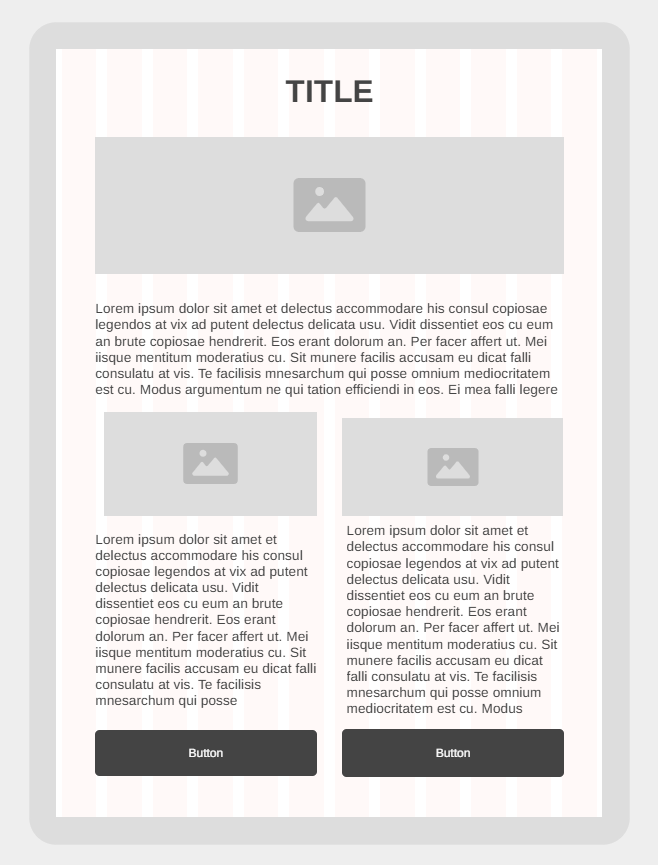 TITLE
Lorem ipsum dolor sit amet et delectus accommodare his consul copiosae
legendos at vix ad putent delectus delicata usu. Vidit dissentiet eos cu eum
an brute copiosae hendrerit. Eos erant dolorum an. Per facer affert ut. Mei
iisque mentitum moderatius cu. Sit munere facilis accusam eu dicat falli
consulatu at vis. Te facilisis mnesarchum qui posse omnium mediocritatem
est cu. Modus argumentum ne qui tation efficiendi in eos. Ei mea falli legere
Lorem ipsum dolor sit amet et
delectus accommodare his consul
copiosae legendos at vix ad putent
delectus delicata usu. Vidit
dissentiet eos cu eum an brute
copiosae hendrerit. Eos erant
dolorum an. Per facer affert ut. Mei
iisque mentitum moderatius cu. Sit
munere facilis accusam eu dicat falli
consulatu at vis. Te facilisis
mnesarchum qui posse
Button
Lorem ipsum dolor sit amet et
delectus accommodare his consul
copiosae legendos at vix ad putent
delectus delicata usu. Vidit
dissentiet eos cu eum an brute
copiosae hendrerit. Eos erant
dolorum an. Per facer affert ut. Mei
iisque mentitum moderatius cu. Sit
munere facilis accusam eu dicat
falli consulatu at vis. Te facilisis
mnesarchum qui posse omnium
mediocritatem est cu. Modus
Button